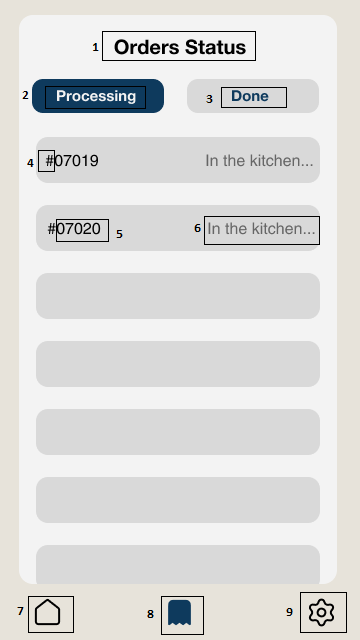 1 Orders Status
2 Processing 3 Done
4 #07019 In the kitchen...
#07020 5 6 In the kitchen...
7 8 9